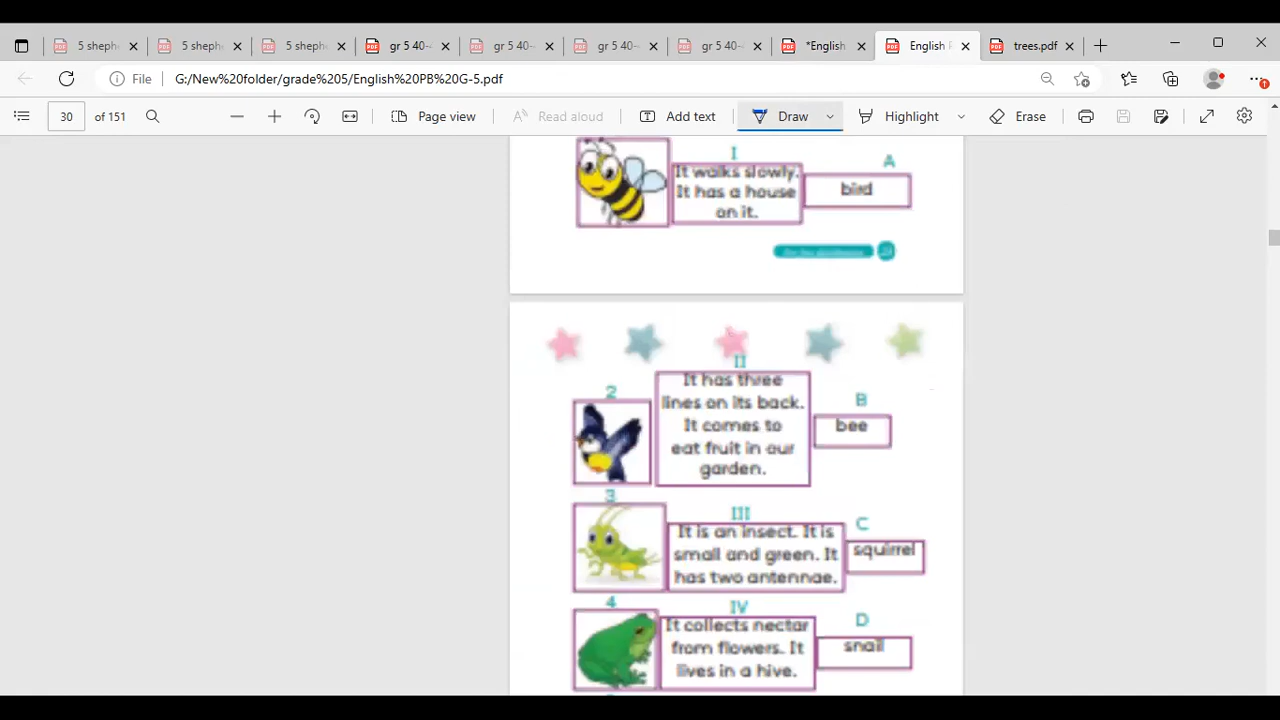 5 sheph
5 sheph
5 sheph
gr 5 40-
gr 5 40-
gr 5 40-
gr 5 40-
*English
English F
trees.pdf
File
G:/New%20folder/grade%205/English%20PB%20G-5.pdf
30
of 151
Page view
Read aloud
Add text
Draw
Highlight
Erase
I
A
It walks slowly.
It has a house
on it.
bird
II
It has three
lines on its back.
It comes to
eat fruit in our
garden.
2
B
bee
3
III
It is an insect. It is
small and green. It
has two antennae.
C
squirrel
4
IV
It collects nectar
from flowers. It
lives in a hive.
D
snail